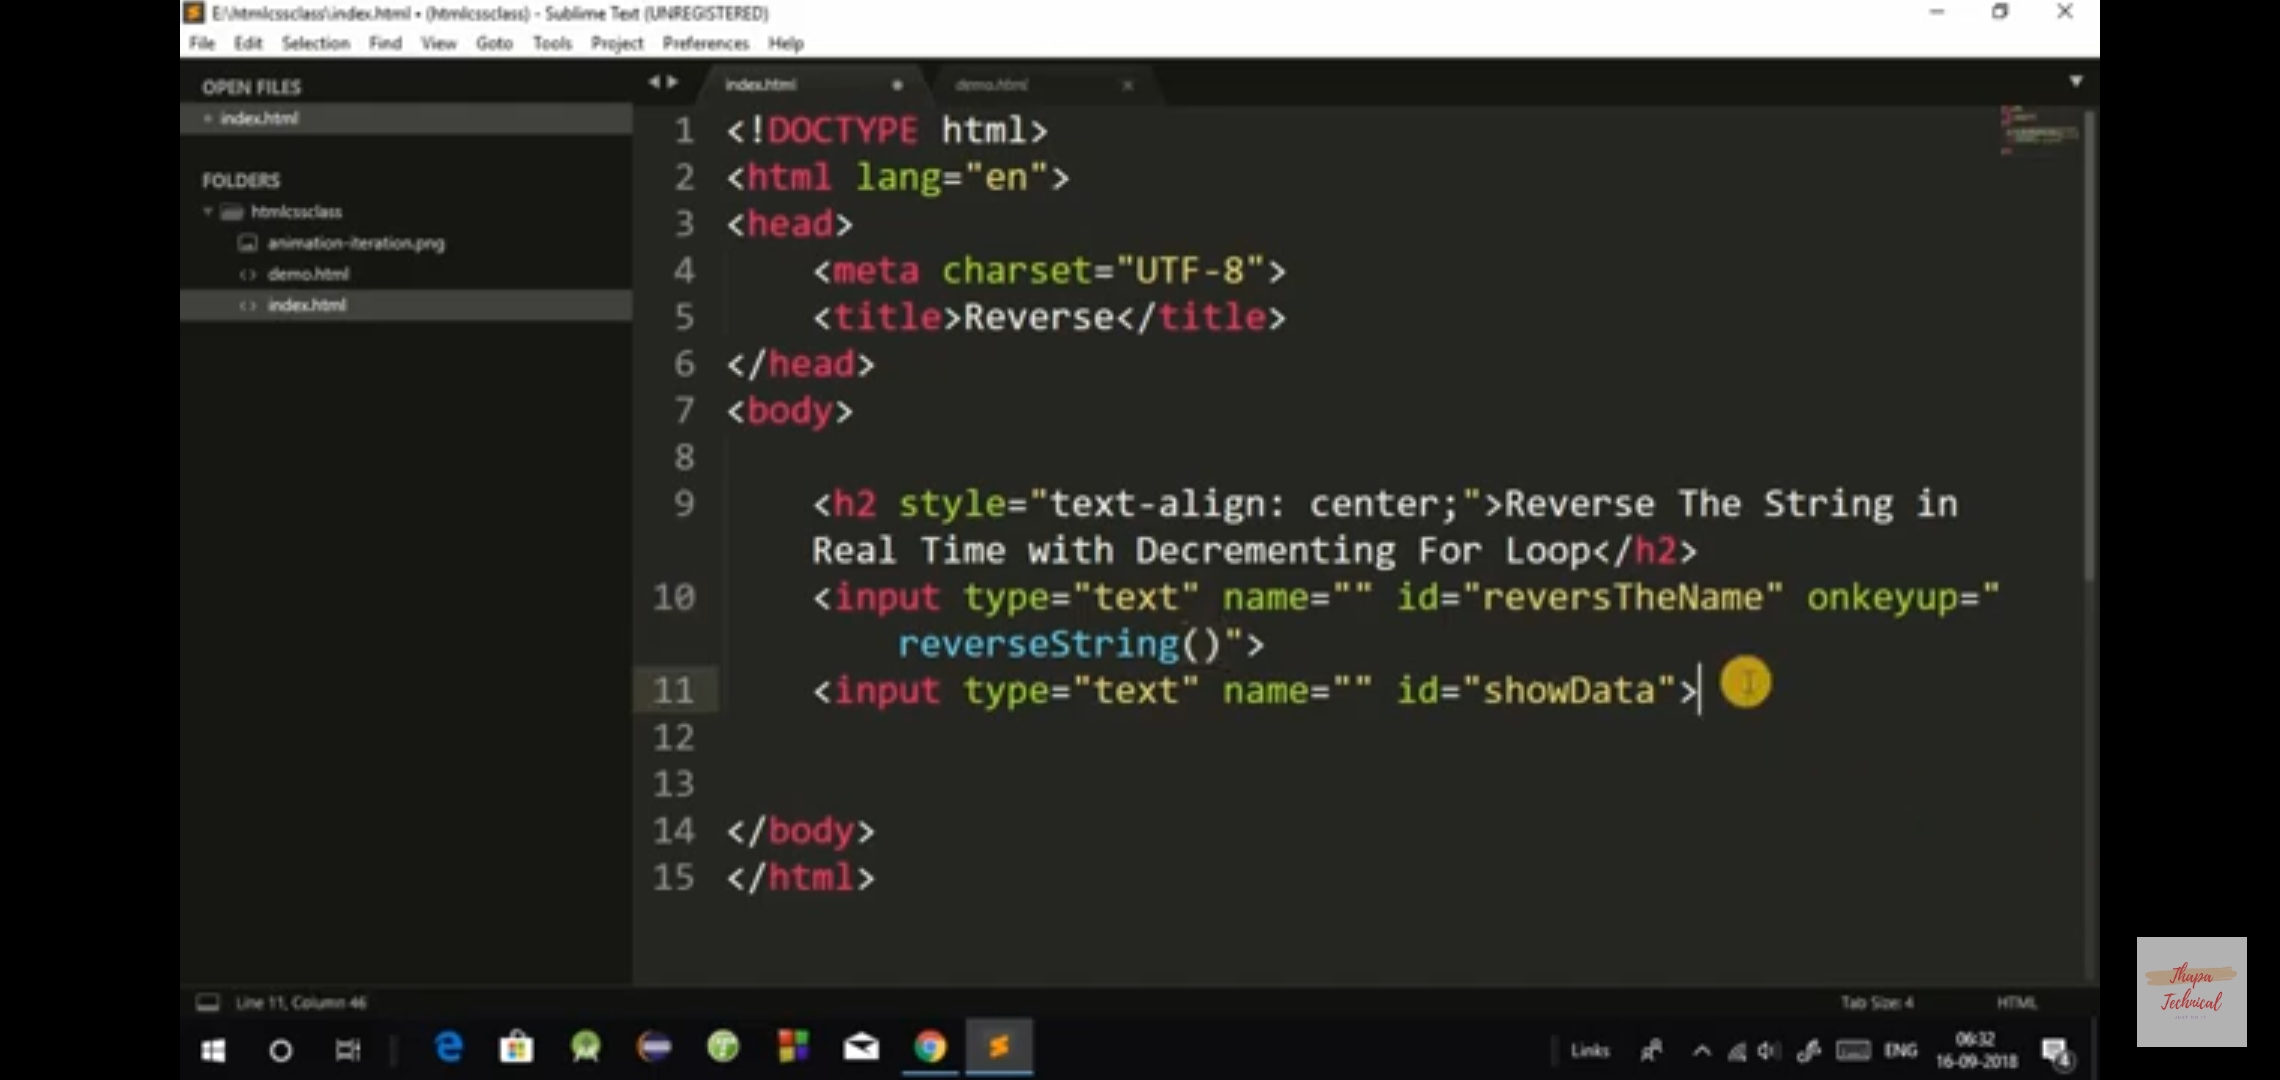 E:\htmlcssclass\index.html • (htmlcssclass) - Sublime Text (UNREGISTERED)
File Edit Selection Find View Goto Tools Project Preferences Help
OPEN FILES
index.html
FOLDERS
htmlcssclass
animation-iteration.png
demo.html
index.html
index.html demo.html
1 <!DOCTYPE html>
2 <html lang="en">
3 <head>
4 <meta charset="UTF-8">
5 <title>Reverse</title>
6 </head>
7 <body>
8
9 <h2 style="text-align: center;">Reverse The String in
Real Time with Decrementing For Loop</h2>
10 <input type="text" name="" id="reversTheName" onkeyup="
reverseString()">
11 <input type="text" name="" id="showData">
12
13
14 </body>
15 </html>
Line 11, Column 46 Tab Size: 4 HTML
Links ENG 06:32
16-09-2018
4
Thapa
Technical